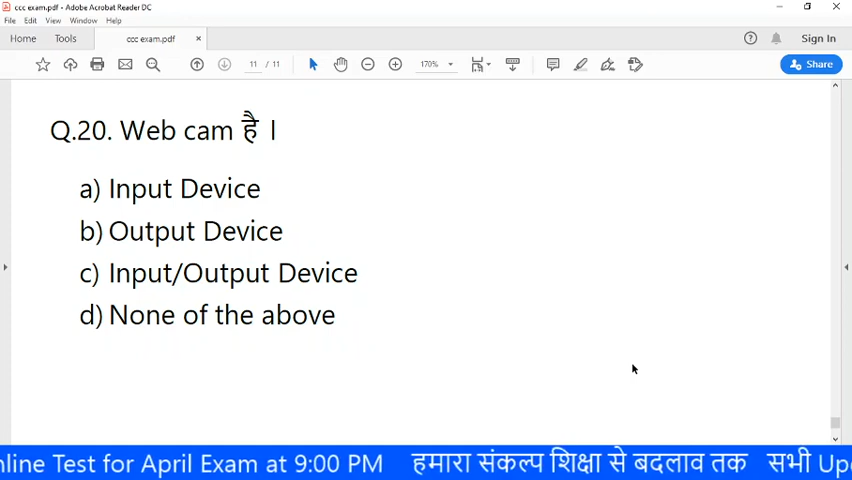 ccc exam.pdf - Adobe Acrobat Reader DC
File Edit View Window Help
Home Tools ccc exam.pdf × Sign In
11 / 11 170% Share
Q.20. Web cam है ।
a) Input Device
b) Output Device
c) Input/Output Device
d) None of the above
nline Test for April Exam at 9:00 PM हमारा संकल्प शिक्षा से बदलाव तक सभी Up